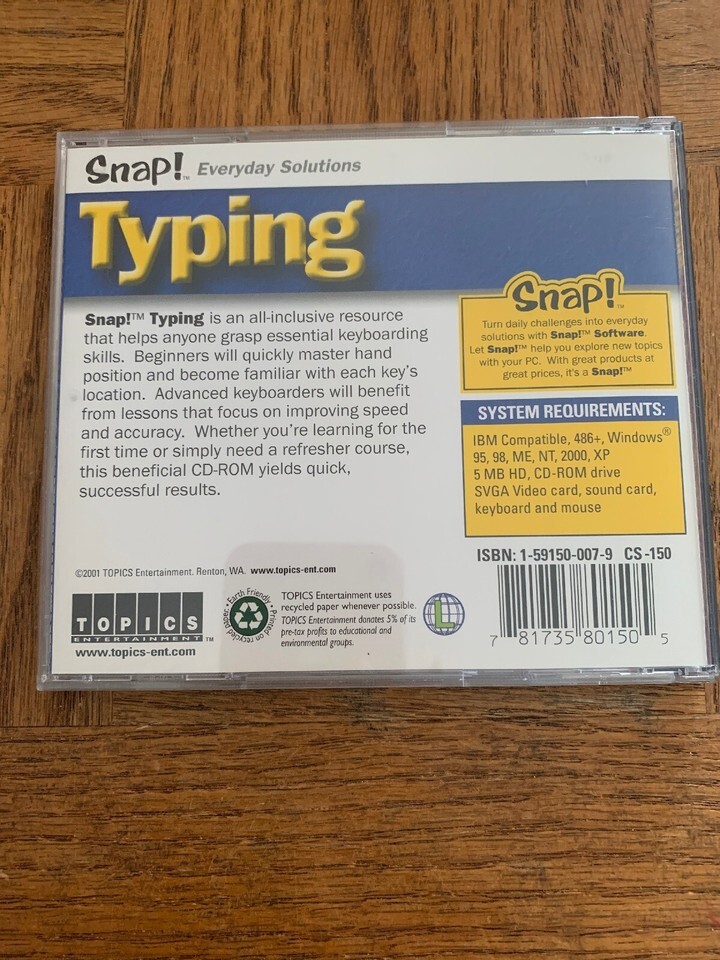 Snap!™ Everyday Solutions
Typing
Snap!™ Typing is an all-inclusive resource
that helps anyone grasp essential keyboarding
skills. Beginners will quickly master hand
position and become familiar with each key's
location. Advanced keyboarders will benefit
from lessons that focus on improving speed
and accuracy. Whether you're learning for the
first time or simply need a refresher course,
this beneficial CD-ROM yields quick,
successful results.
Snap!™
Turn daily challenges into everyday
solutions with Snap!™ Software.
Let Snap!™ help you explore new topics
with your PC. With great products at
great prices, it's a Snap!™
SYSTEM REQUIREMENTS:
IBM Compatible, 486+, Windows®
95, 98, ME, NT, 2000, XP
5 MB HD, CD-ROM drive
SVGA Video card, sound card,
keyboard and mouse
ISBN: 1-59150-007-9 CS-150
7 81735 80150 5
©2001 TOPICS Entertainment. Renton, WA. www.topics-ent.com
TOPICS
ENTERTAINMENT™
www.topics-ent.com
• Earth Friendly •
Printed on recycled paper
TOPICS Entertainment uses
recycled paper whenever possible.
TOPICS Entertainment donates 5% of its
pre-tax profits to educational and
environmental groups.
L